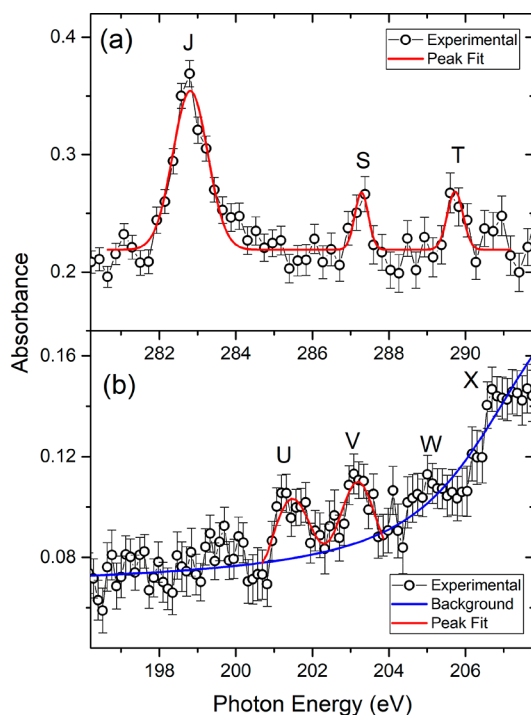 (a)
J
S
T
Experimental
Peak Fit
0.4
0.3
0.2
282 284 286 288 290
Absorbance
(b)
U
V
W
X
Experimental
Background
Peak Fit
0.16
0.12
0.08
198 200 202 204 206
Photon Energy (eV)